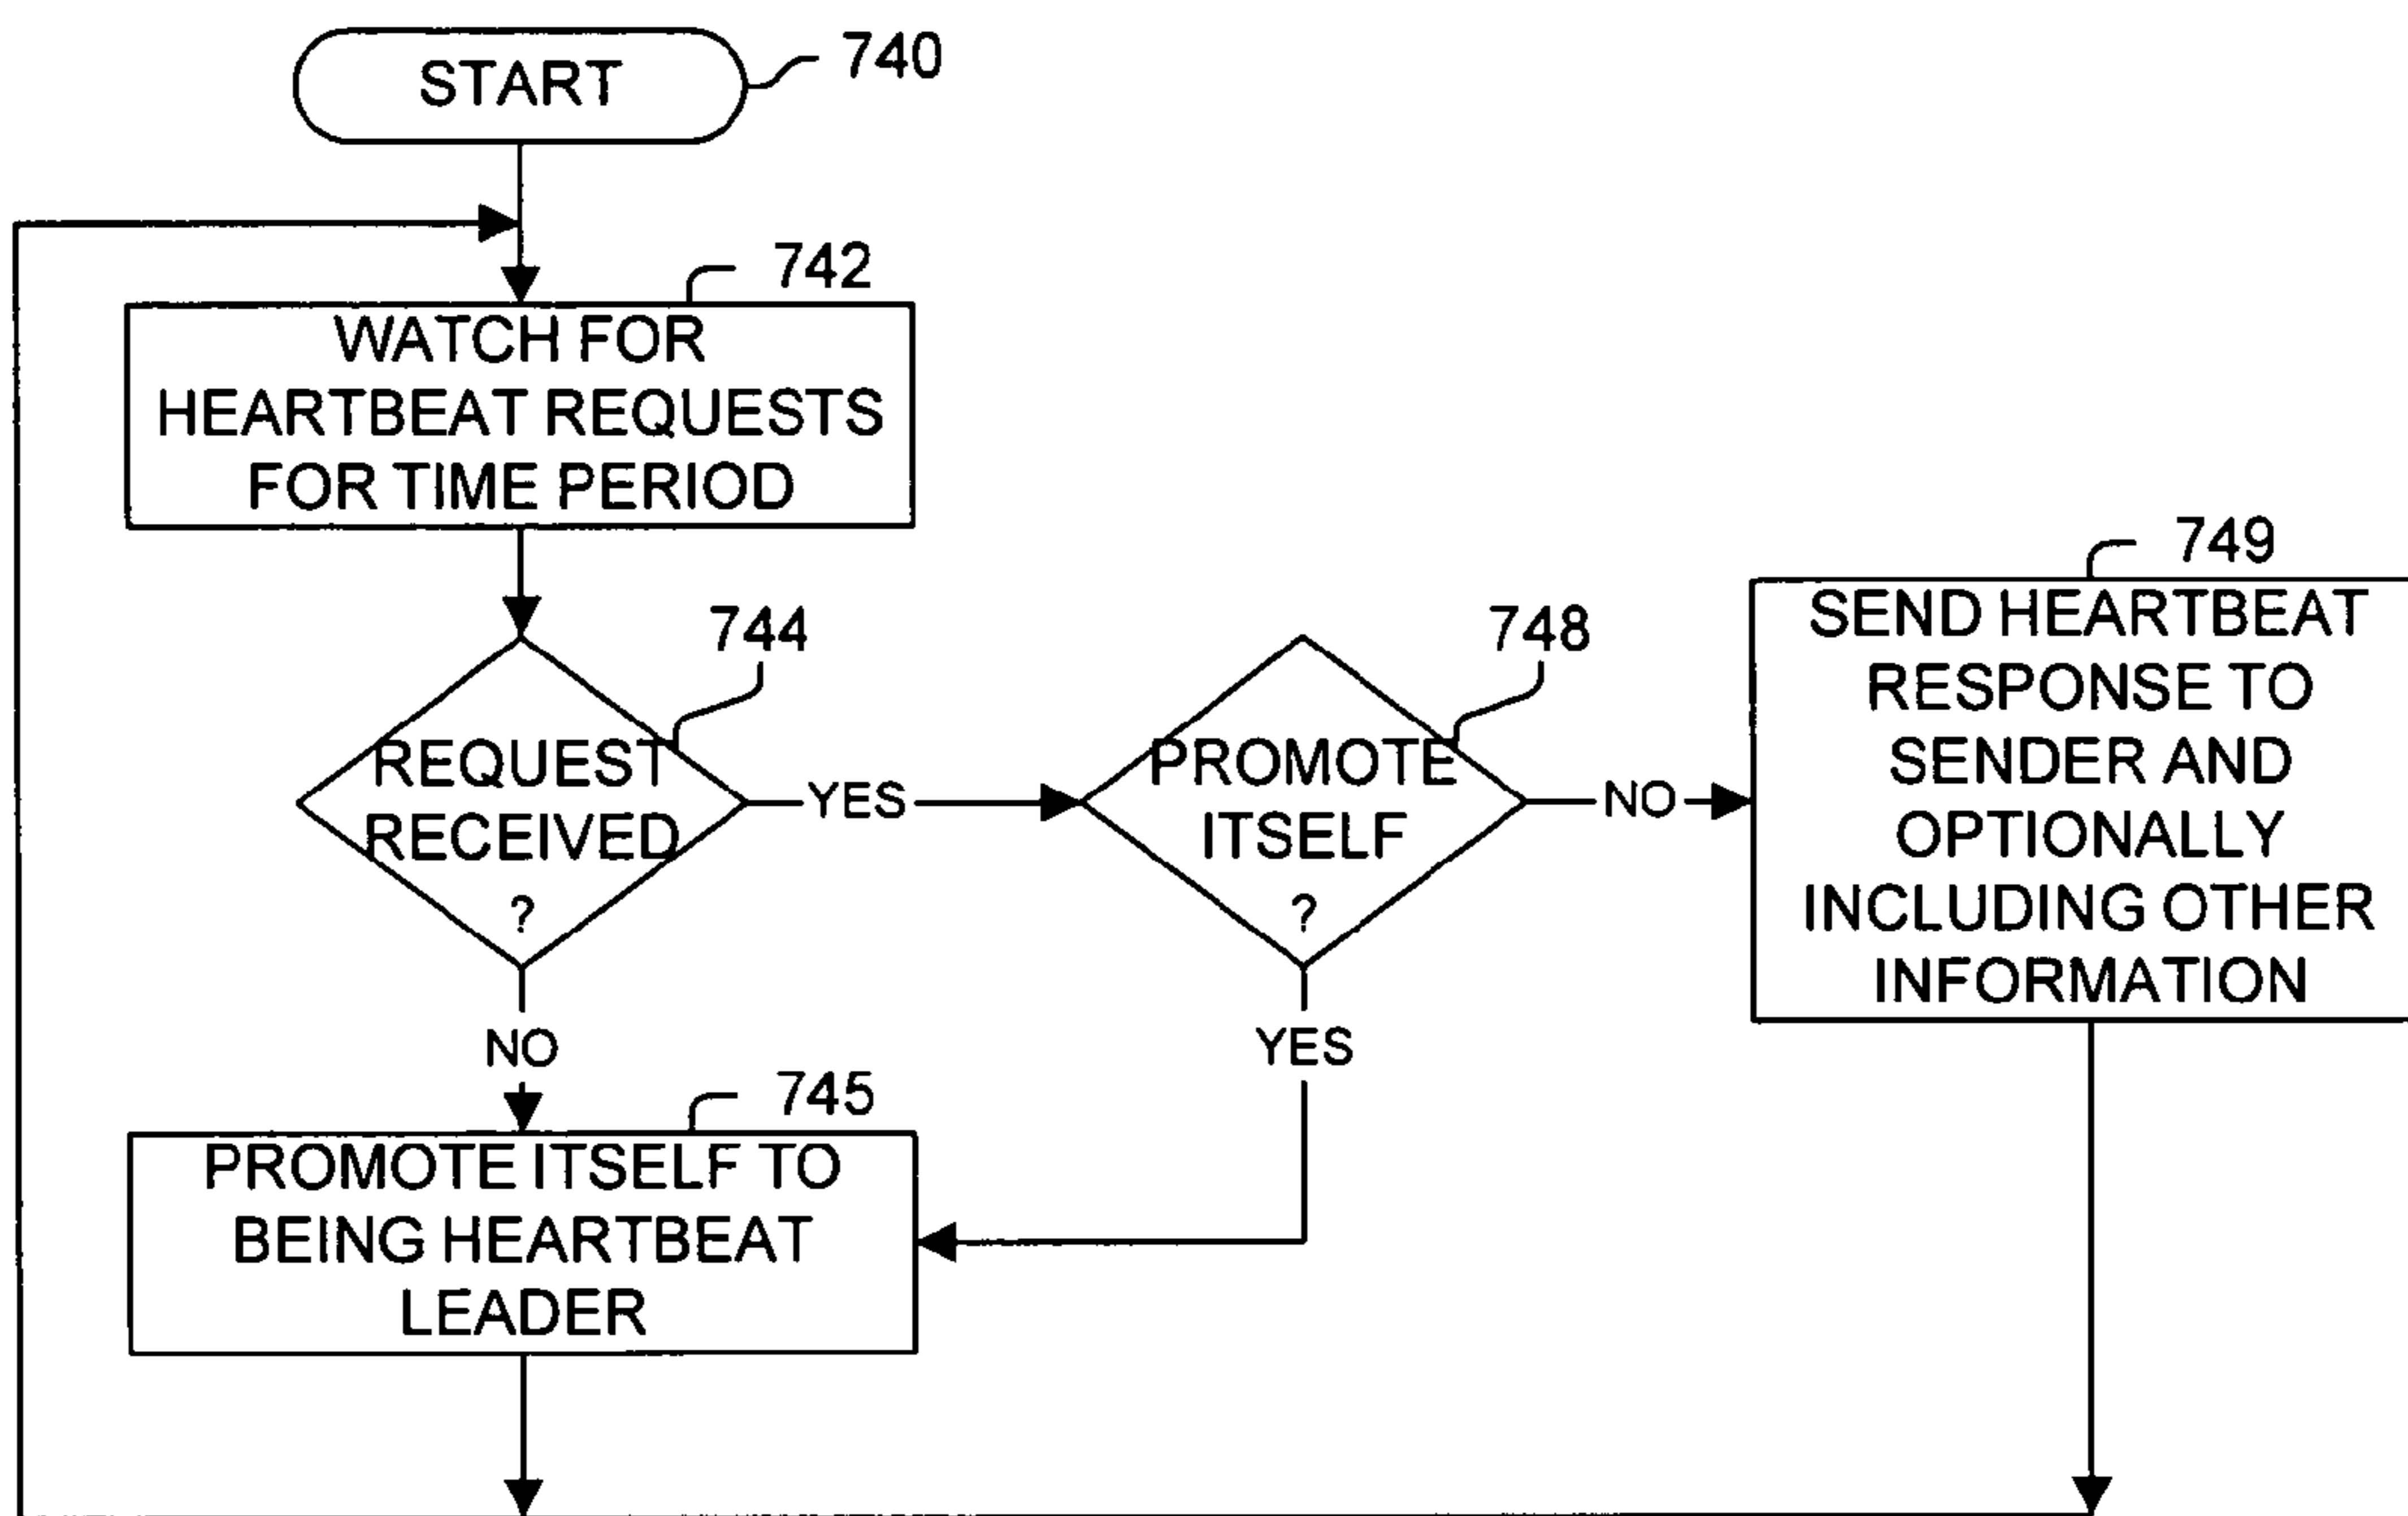 START
740
742
WATCH FOR
HEARTBEAT REQUESTS
FOR TIME PERIOD
744
REQUEST
RECEIVED
?
YES
748
PROMOTE
ITSELF
?
NO
749
SEND HEARTBEAT
RESPONSE TO
SENDER AND
OPTIONALLY
INCLUDING OTHER
INFORMATION
NO
YES
745
PROMOTE ITSELF TO
BEING HEARTBEAT
LEADER